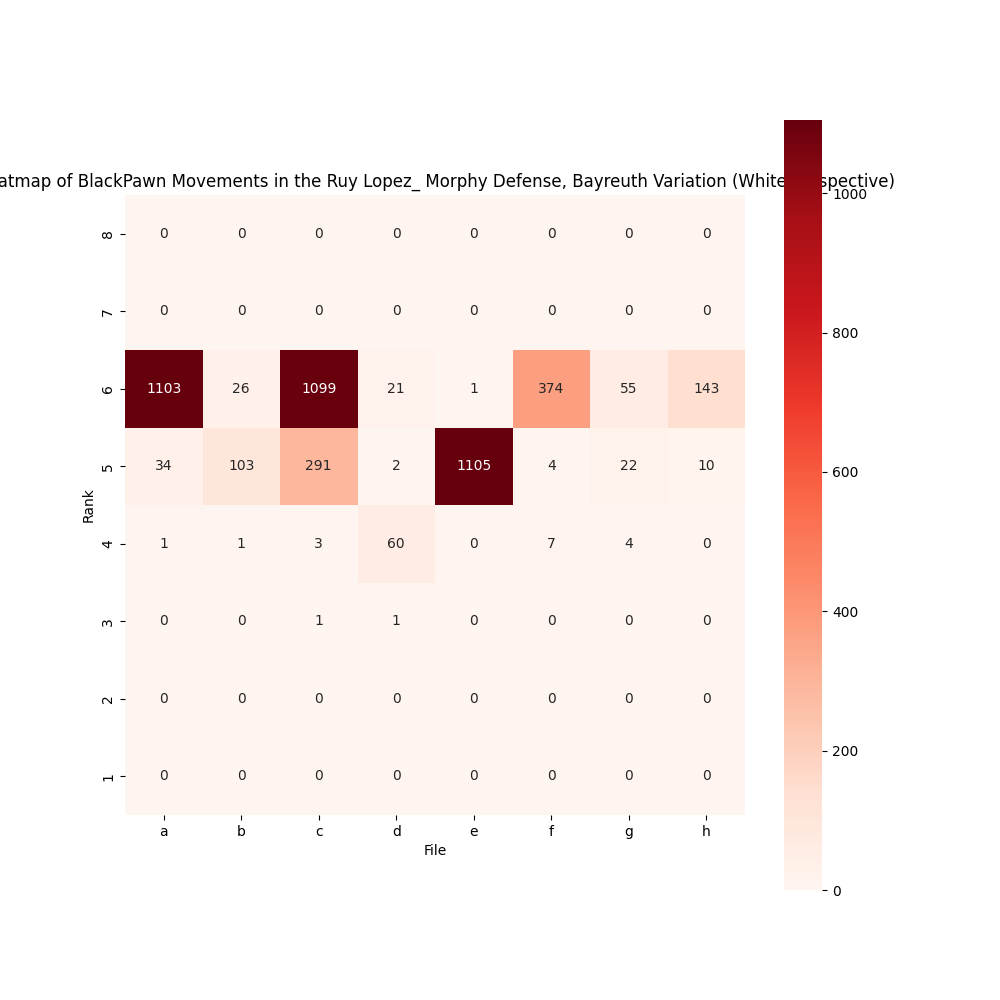 atmap of BlackPawn Movements in the Ruy Lopez_ Morphy Defense, Bayreuth Variation (White spective)
8 0 0 0 0 0 0 0 0
7 0 0 0 0 0 0 0 0
6 1103 26 1099 21 1 374 55 143
5 34 103 291 2 1105 4 22 10
4 1 1 3 60 0 7 4 0
3 0 0 1 1 0 0 0 0
2 0 0 0 0 0 0 0 0
1 0 0 0 0 0 0 0 0
a b c d e f g h
File
Rank
1000
800
600
400
200
0